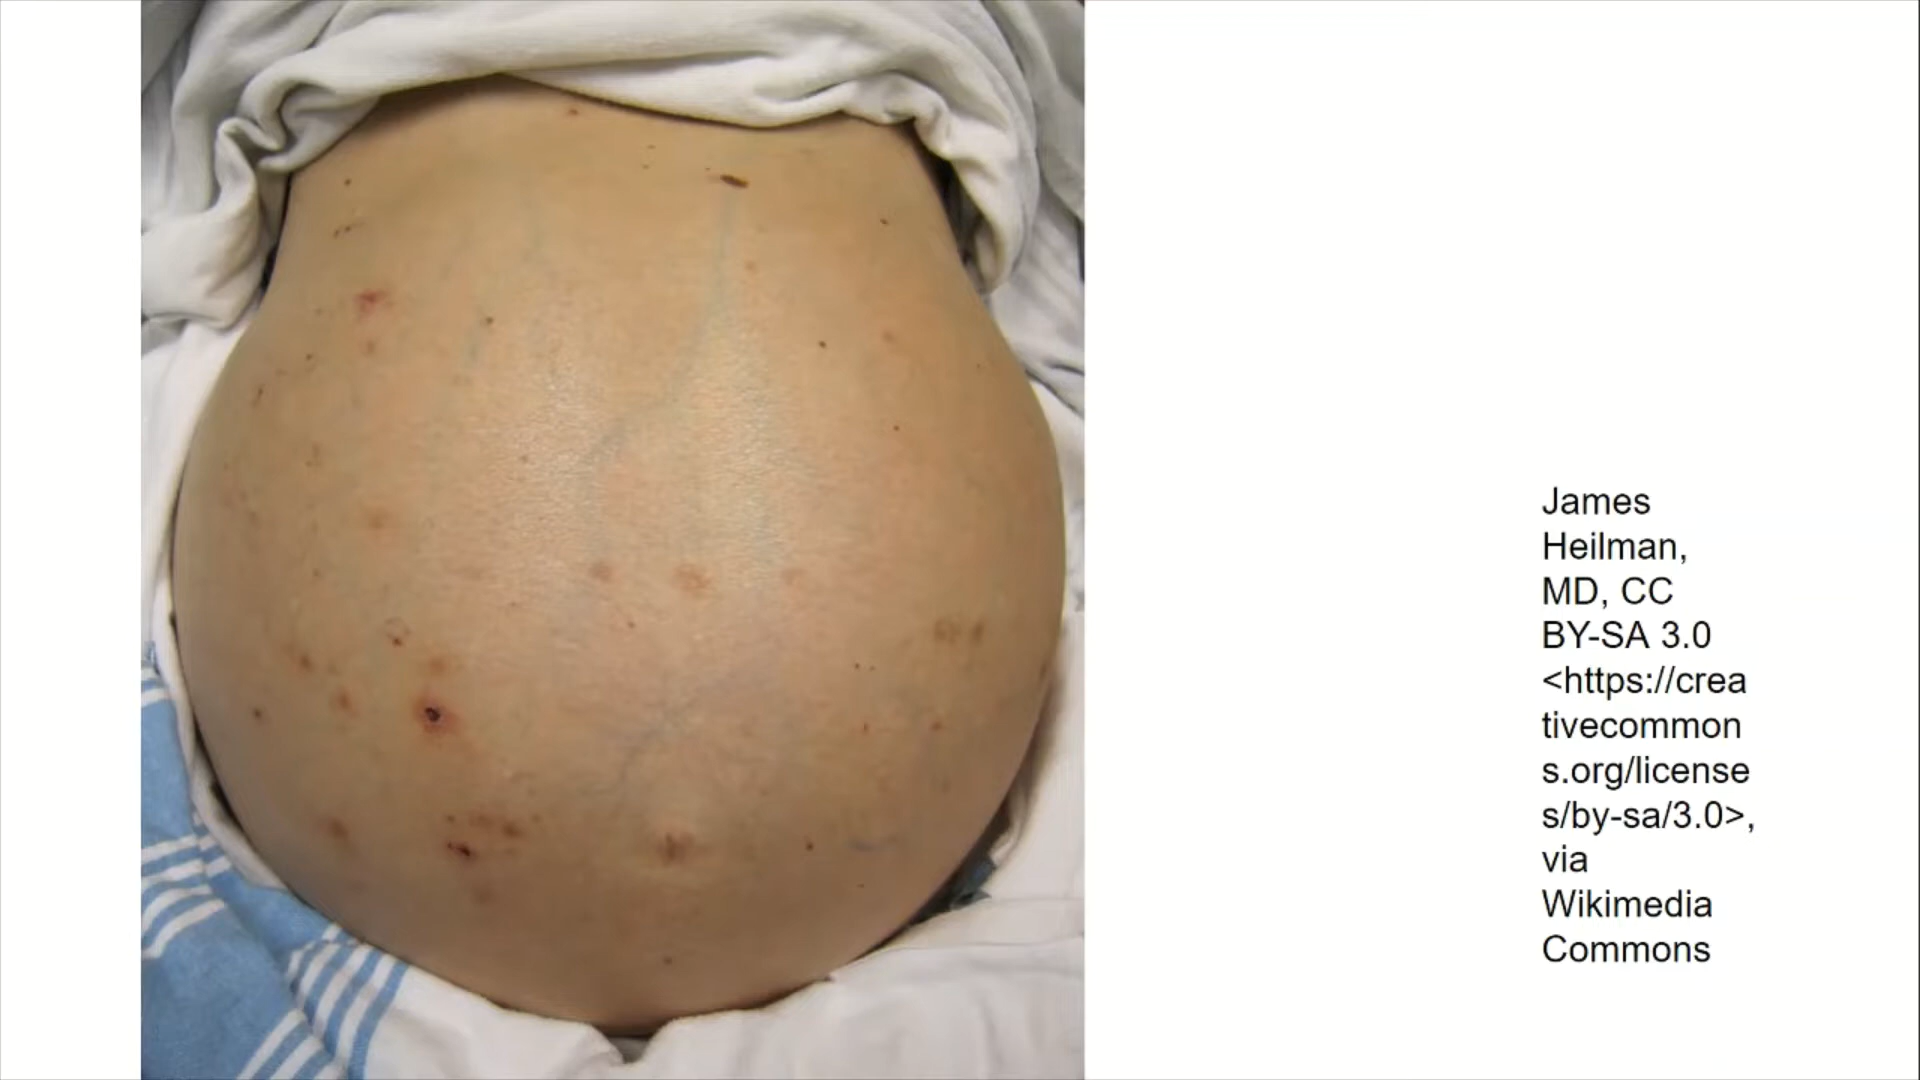 James
Heilman,
MD, CC
BY-SA 3.0
<https://crea
tivecommon
s.org/license
s/by-sa/3.0>,
via
Wikimedia
Commons